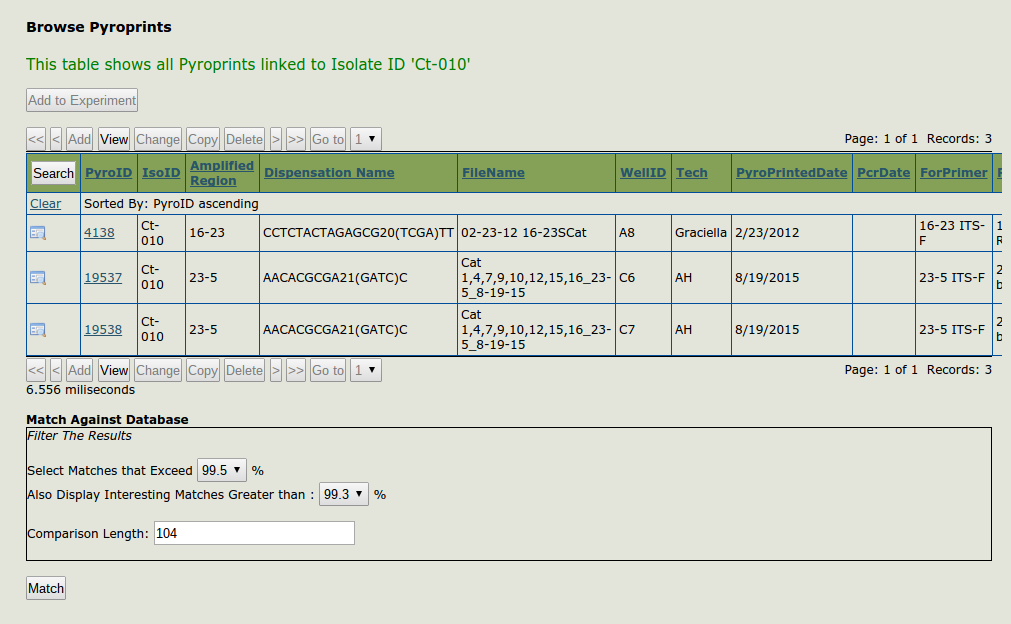 Browse Pyroprints
This table shows all Pyroprints linked to Isolate ID 'Ct-010'
Add to Experiment
<< < Add View Change Copy Delete > >> Go to 1 Page: 1 of 1 Records: 3
Search PyroID IsoID Amplified Region Dispensation Name FileName WellID Tech PyroPrintedDate PcrDate ForPrimer
Clear Sorted By: PyroID ascending
4138 Ct-010 16-23 CCTCTACTAGAGCG20(TCGA)TT 02-23-12 16-23SCat A8 Graciella 2/23/2012 16-23 ITS-F
19537 Ct-010 23-5 AACACGCGA21(GATC)C Cat 1,4,7,9,10,12,15,16_23-5_8-19-15 C6 AH 8/19/2015 23-5 ITS-F
19538 Ct-010 23-5 AACACGCGA21(GATC)C Cat 1,4,7,9,10,12,15,16_23-5_8-19-15 C7 AH 8/19/2015 23-5 ITS-F
<< < Add View Change Copy Delete > >> Go to 1 Page: 1 of 1 Records: 3
6.556 miliseconds
Match Against Database
Filter The Results
Select Matches that Exceed 99.5 %
Also Display Interesting Matches Greater than : 99.3 %
Comparison Length: 104
Match